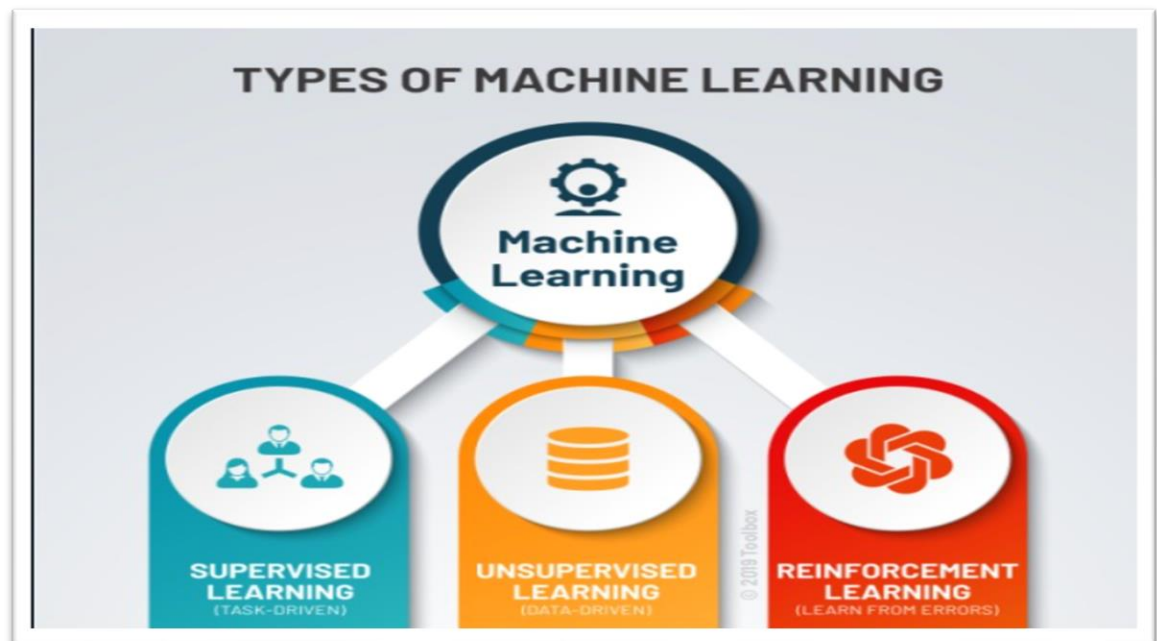 TYPES OF MACHINE LEARNING
Machine
Learning
SUPERVISED
LEARNING
(TASK-DRIVEN)
UNSUPERVISED
LEARNING
(DATA-DRIVEN)
© 2019 Toolbox
REINFORCEMENT
LEARNING
(LEARN FROM ERRORS)